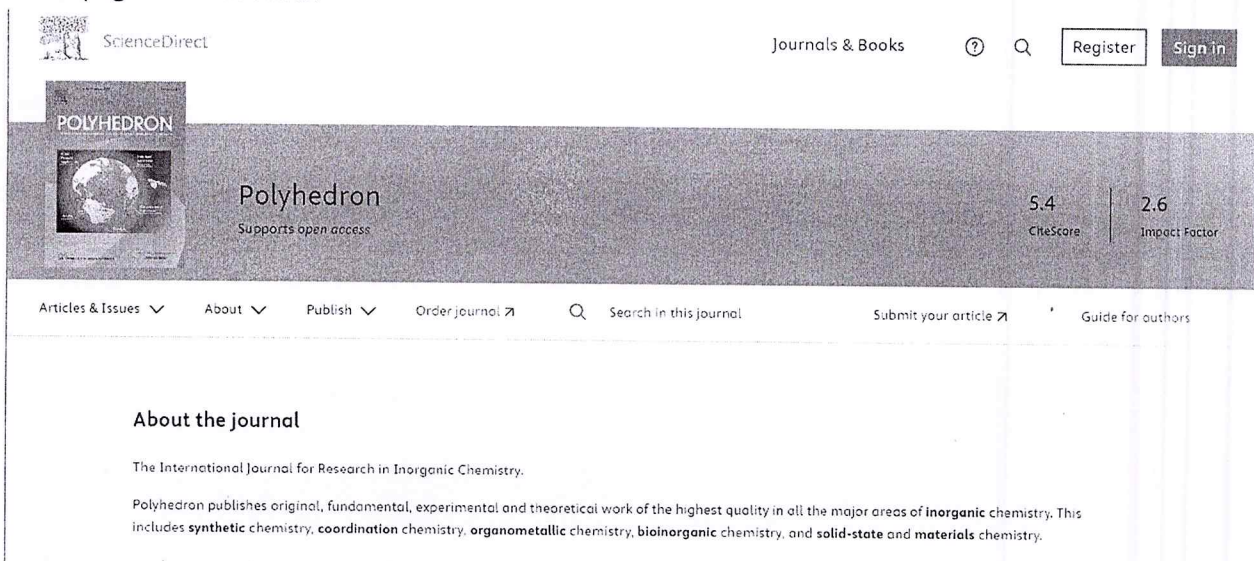 ScienceDirect
Journals & Books
?
Register
Sign in
POLYHEDRON
Polyhedron
Supports open access
5.4
CiteScore
2.6
Impact Factor
Articles & Issues
About
Publish
Order journal ↗
Search in this journal
Submit your article ↗
Guide for authors
About the journal
The International Journal for Research in Inorganic Chemistry.
Polyhedron publishes original, fundamental, experimental and theoretical work of the highest quality in all the major areas of inorganic chemistry. This
includes synthetic chemistry, coordination chemistry, organometallic chemistry, bioinorganic chemistry, and solid-state and materials chemistry.